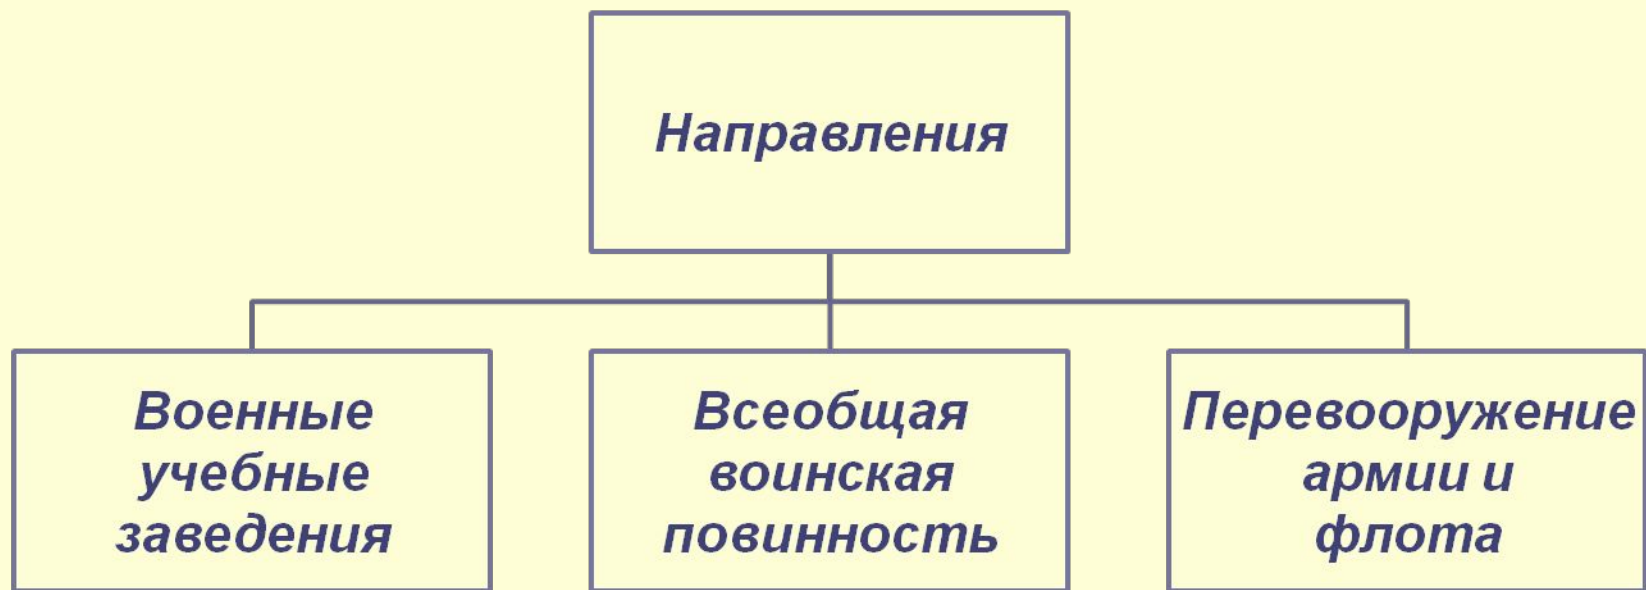 Направления
Военные
учебные
заведения
Всеобщая
воинская
повинность
Перевооружение
армии и
флота